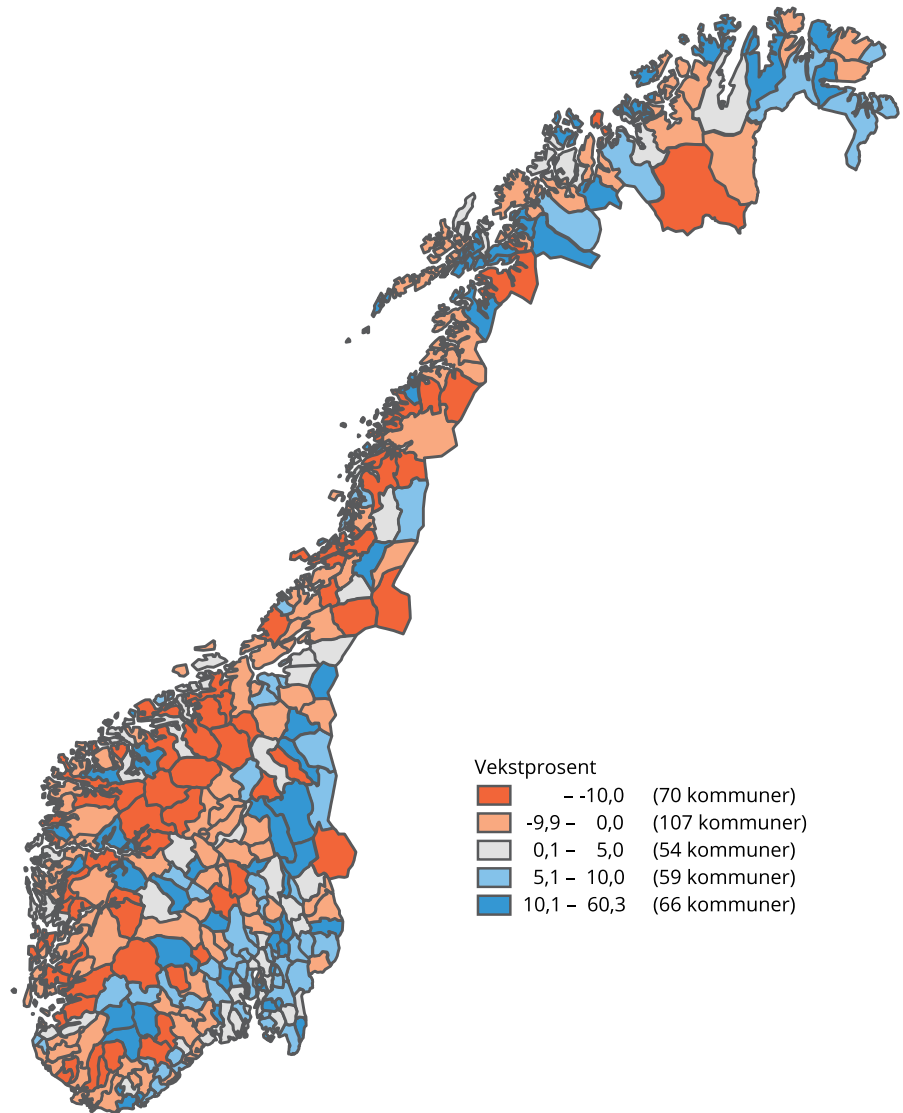 Vekstprosent
– -10,0 (70 kommuner)
-9,9 – 0,0 (107 kommuner)
0,1 – 5,0 (54 kommuner)
5,1 – 10,0 (59 kommuner)
10,1 – 60,3 (66 kommuner)